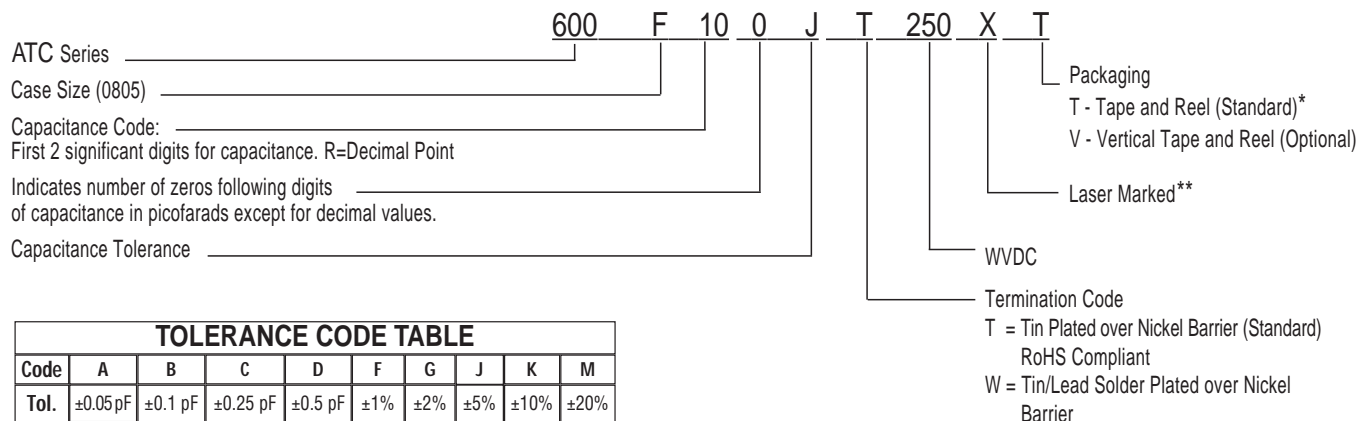 600 F 10 0 J T 250 X T
ATC Series
Case Size (0805)
Capacitance Code:
First 2 significant digits for capacitance. R=Decimal Point
Indicates number of zeros following digits
of capacitance in picofarads except for decimal values.
Capacitance Tolerance
Packaging
T - Tape and Reel (Standard)*
V - Vertical Tape and Reel (Optional)
Laser Marked**
WVDC
Termination Code
T = Tin Plated over Nickel Barrier (Standard)
RoHS Compliant
W = Tin/Lead Solder Plated over Nickel
Barrier
TOLERANCE CODE TABLE
Code A B C D F G J K M
Tol. ±0.05 pF ±0.1 pF ±0.25 pF ±0.5 pF ±1% ±2% ±5% ±10% ±20%